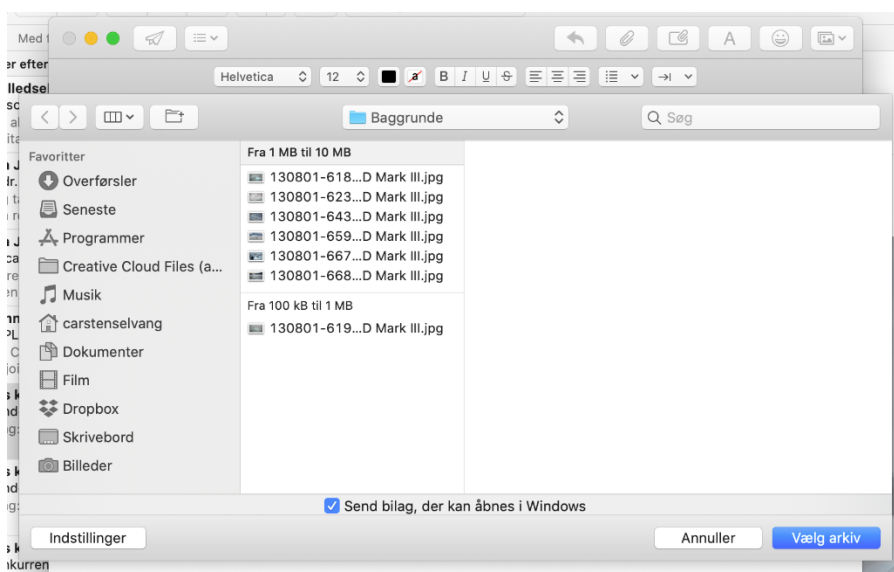 Med f
er efter
Helvetica 12 a B I U S
lledsel
Baggrunde
Søg
Favoritter
Overførsler
Seneste
Programmer
Creative Cloud Files (a...
Musik
carstenselvang
Dokumenter
Film
Dropbox
Skrivebord
Billeder
Fra 1 MB til 10 MB
130801-618...D Mark III.jpg
130801-623...D Mark III.jpg
130801-643...D Mark III.jpg
130801-659...D Mark III.jpg
130801-667...D Mark III.jpg
130801-668...D Mark III.jpg
Fra 100 kB til 1 MB
130801-619...D Mark III.jpg
Send bilag, der kan åbnes i Windows
Indstillinger
Annuller
Vælg arkiv
nkurren